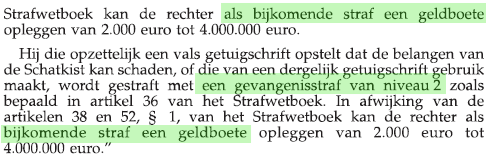 Strafwetboek kan de rechter als bijkomende straf een geldboete
opleggen van 2.000 euro tot 4.000.000 euro.
Hij die opzettelijk een vals getuigschrift opstelt dat de belangen van
de Schatkist kan schaden, of die van een dergelijk getuigschrift gebruik
maakt, wordt gestraft met een gevangenisstraf van niveau 2 zoals
bepaald in artikel 36 van het Strafwetboek. In afwijking van de
artikelen 38 en 52, § 1, van het Strafwetboek kan de rechter als
bijkomende straf een geldboete opleggen van 2.000 euro tot
4.000.000 euro.”